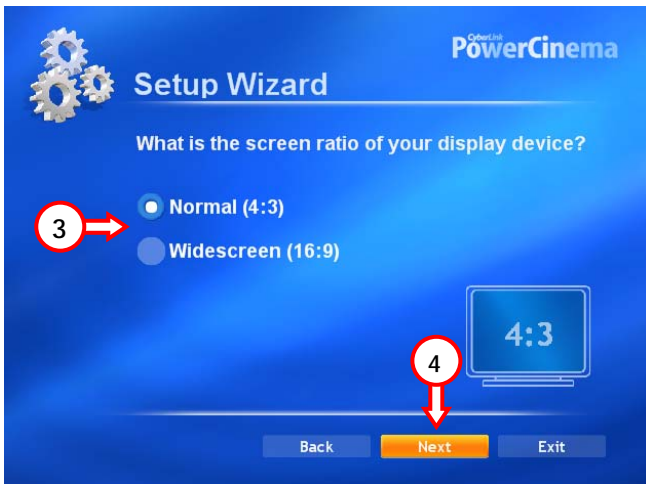 CyberLink
PowerCinema
Setup Wizard
What is the screen ratio of your display device?
3
Normal (4:3)
Widescreen (16:9)
4:3
4
Back Next Exit